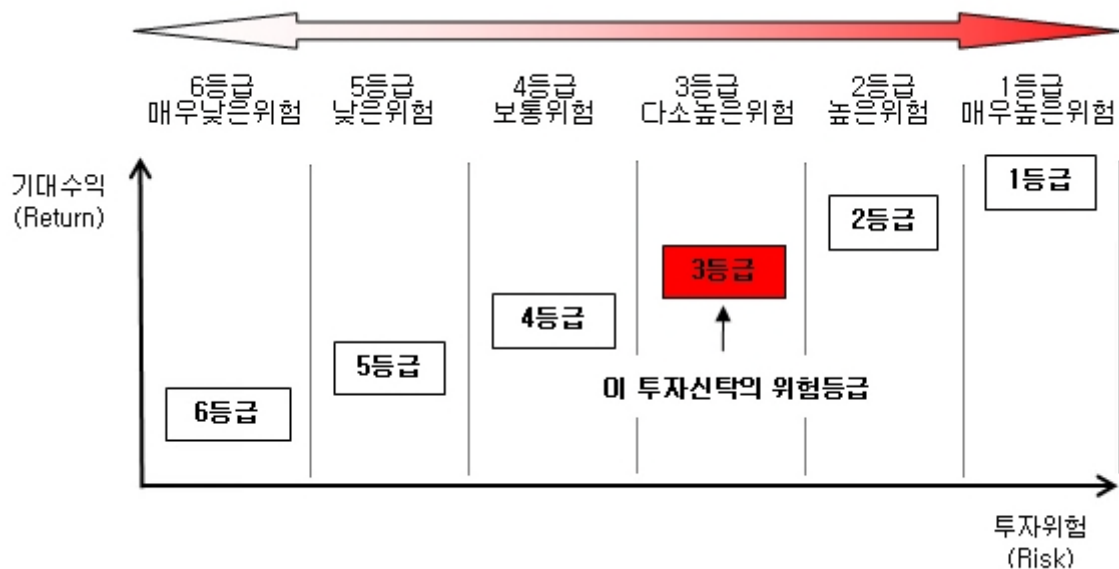 6등급 5등급 4등급 3등급 2등급 1등급
매우낮은위험 낮은위험 보통위험 다소높은위험 높은위험 매우높은위험
기대수익
(Return)
1등급
2등급
3등급
4등급
5등급
이 투자신탁의 위험등급
6등급
투자위험
(Risk)